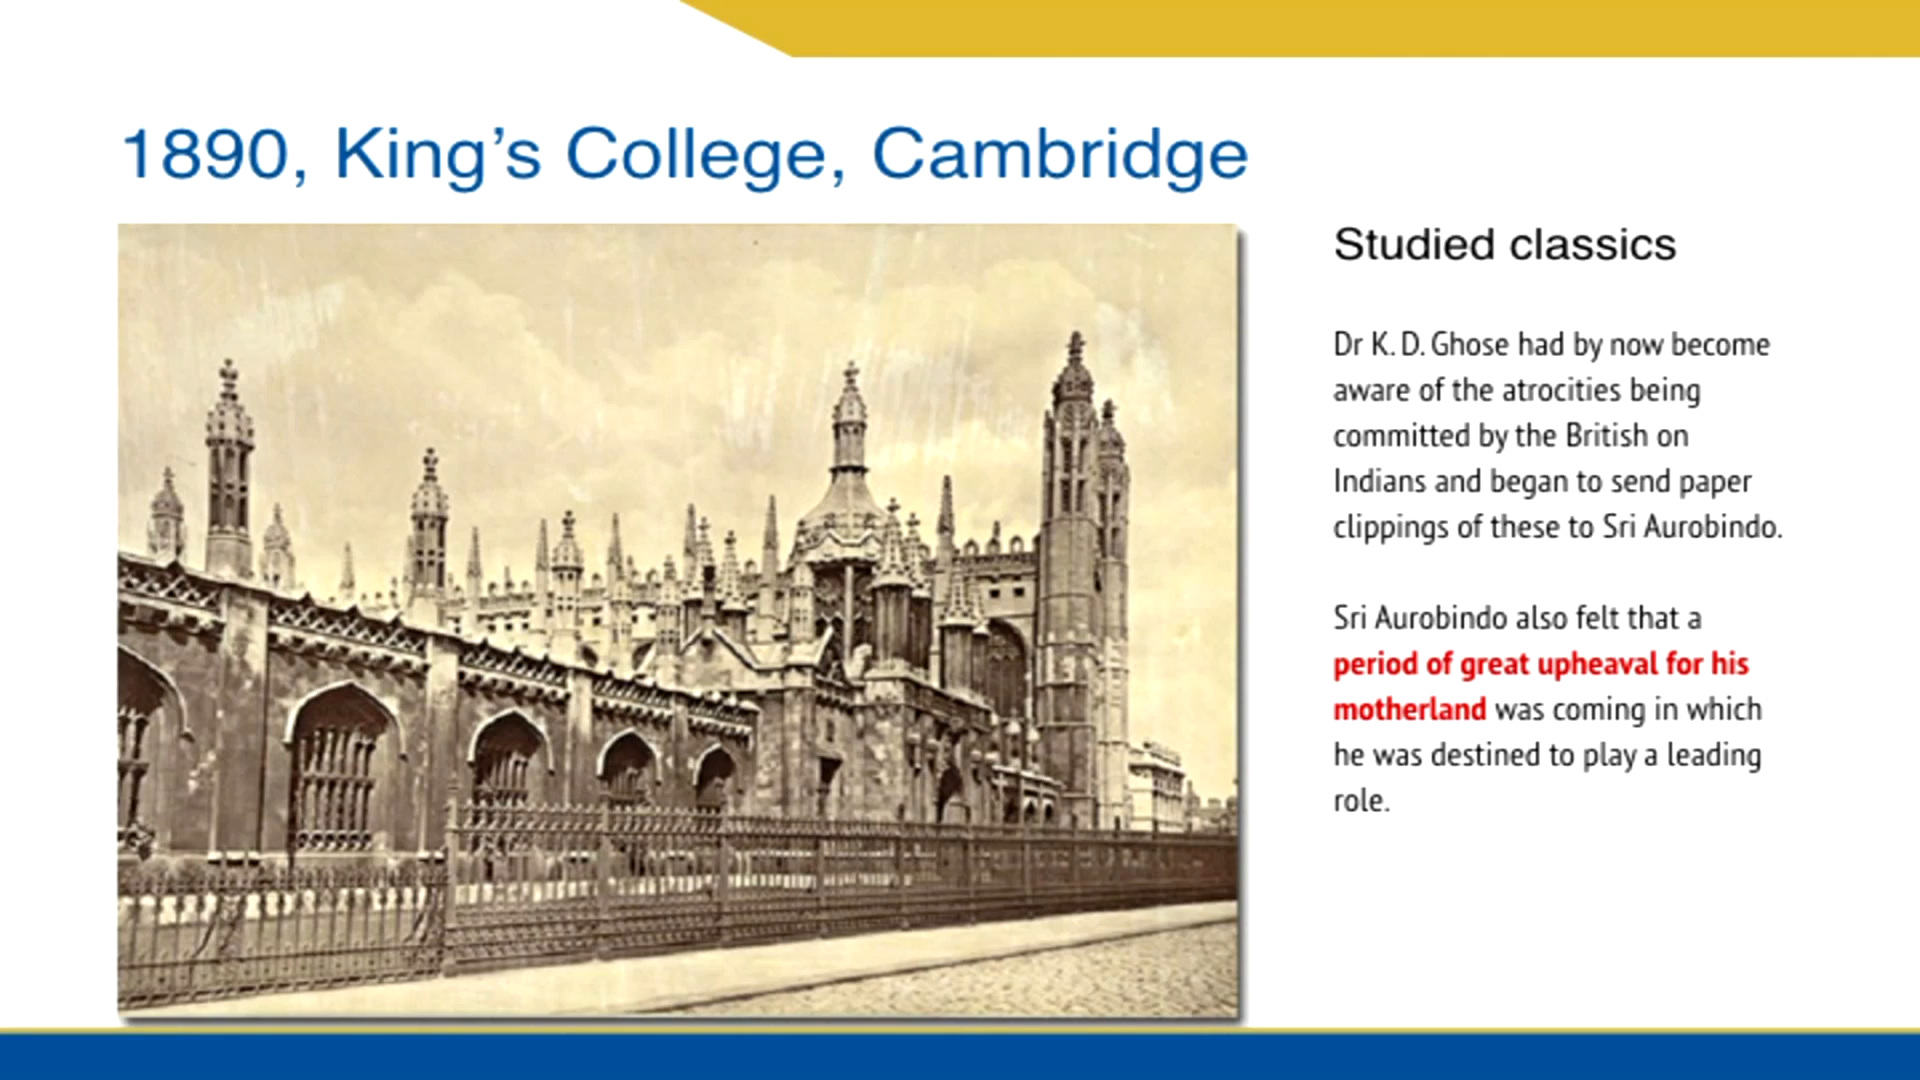 1890, King’s College, Cambridge
Studied classics
Dr K. D. Ghose had by now become
aware of the atrocities being
committed by the British on
Indians and began to send paper
clippings of these to Sri Aurobindo.
Sri Aurobindo also felt that a
period of great upheaval for his
motherland was coming in which
he was destined to play a leading
role.